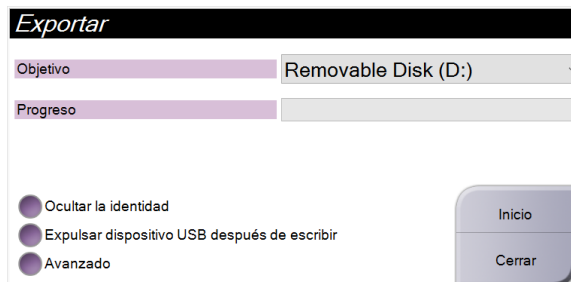 Exportar
Objetivo Removable Disk (D:)
Progreso
Ocultar la identidad
Expulsar dispositivo USB después de escribir
Avanzado
Inicio
Cerrar